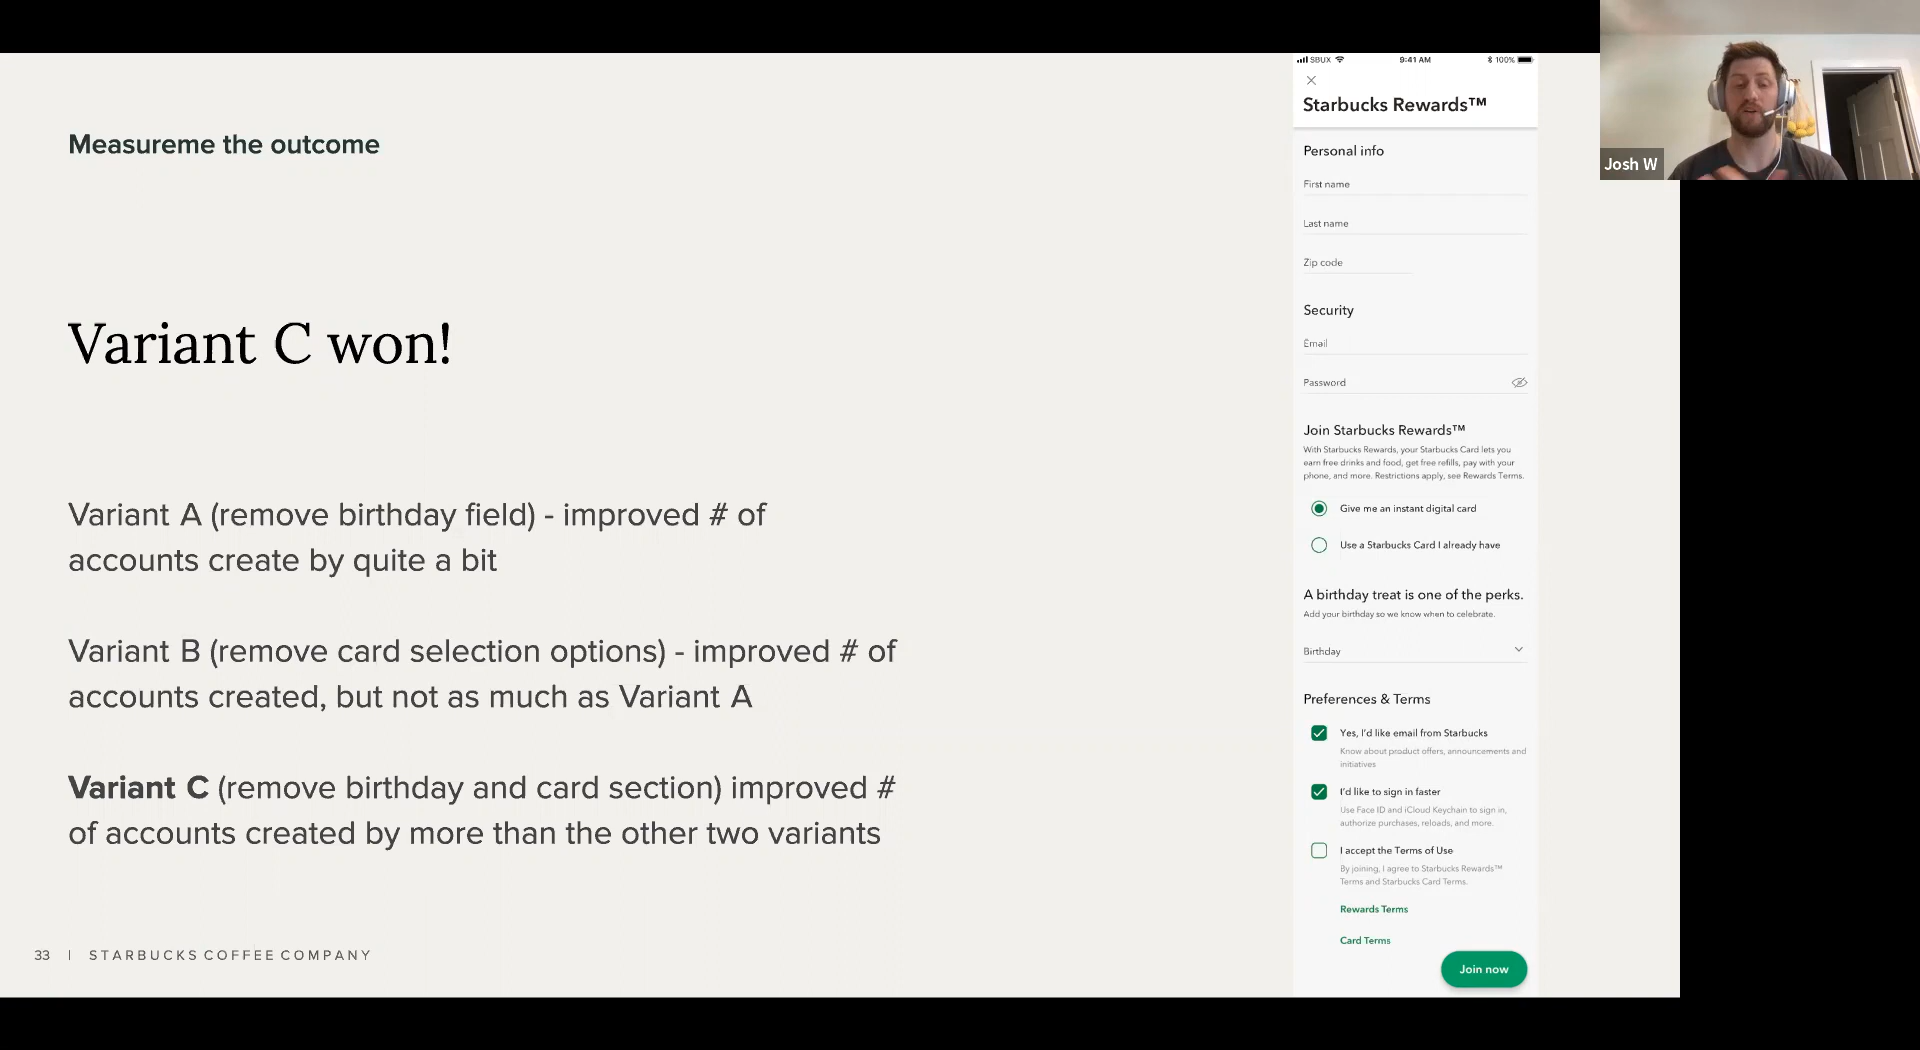 Measureme the outcome
Variant C won!
Variant A (remove birthday field) - improved # of
accounts create by quite a bit
Variant B (remove card selection options) - improved # of
accounts created, but not as much as Variant A
Variant C (remove birthday and card section) improved #
of accounts created by more than the other two variants
33 | STARBUCKS COFFEE COMPANY
SBUX 9:41 AM 100%
Starbucks Rewards™
Personal info
First name
Last name
Zip code
Security
Email
Password
Join Starbucks Rewards™
With Starbucks Rewards, your Starbucks Card lets you
earn free drinks and food, get free refills, pay with your
phone, and more. Restrictions apply, see Rewards Terms.
Give me an instant digital card
Use a Starbucks Card I already have
A birthday treat is one of the perks.
Add your birthday so we know when to celebrate.
Birthday
Preferences & Terms
Yes, I'd like email from Starbucks
Know about product offers, announcements and
initiatives
I'd like to sign in faster
Use Face ID and iCloud Keychain to sign in,
authorize purchases, reloads, and more.
I accept the Terms of Use
By joining, I agree to Starbucks Rewards™
Terms and Starbucks Card Terms.
Rewards Terms
Card Terms
Join now
Josh W